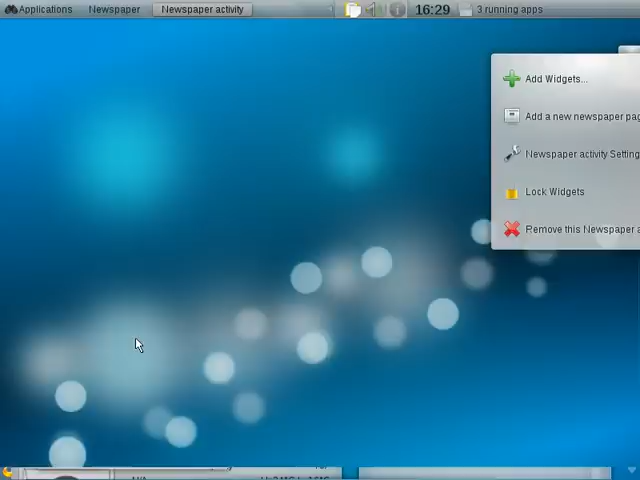 Applications Newspaper Newspaper activity 16:29 3 running apps
Add Widgets...
Add a new newspaper pag
Newspaper activity Setting
Lock Widgets
Remove this Newspaper a